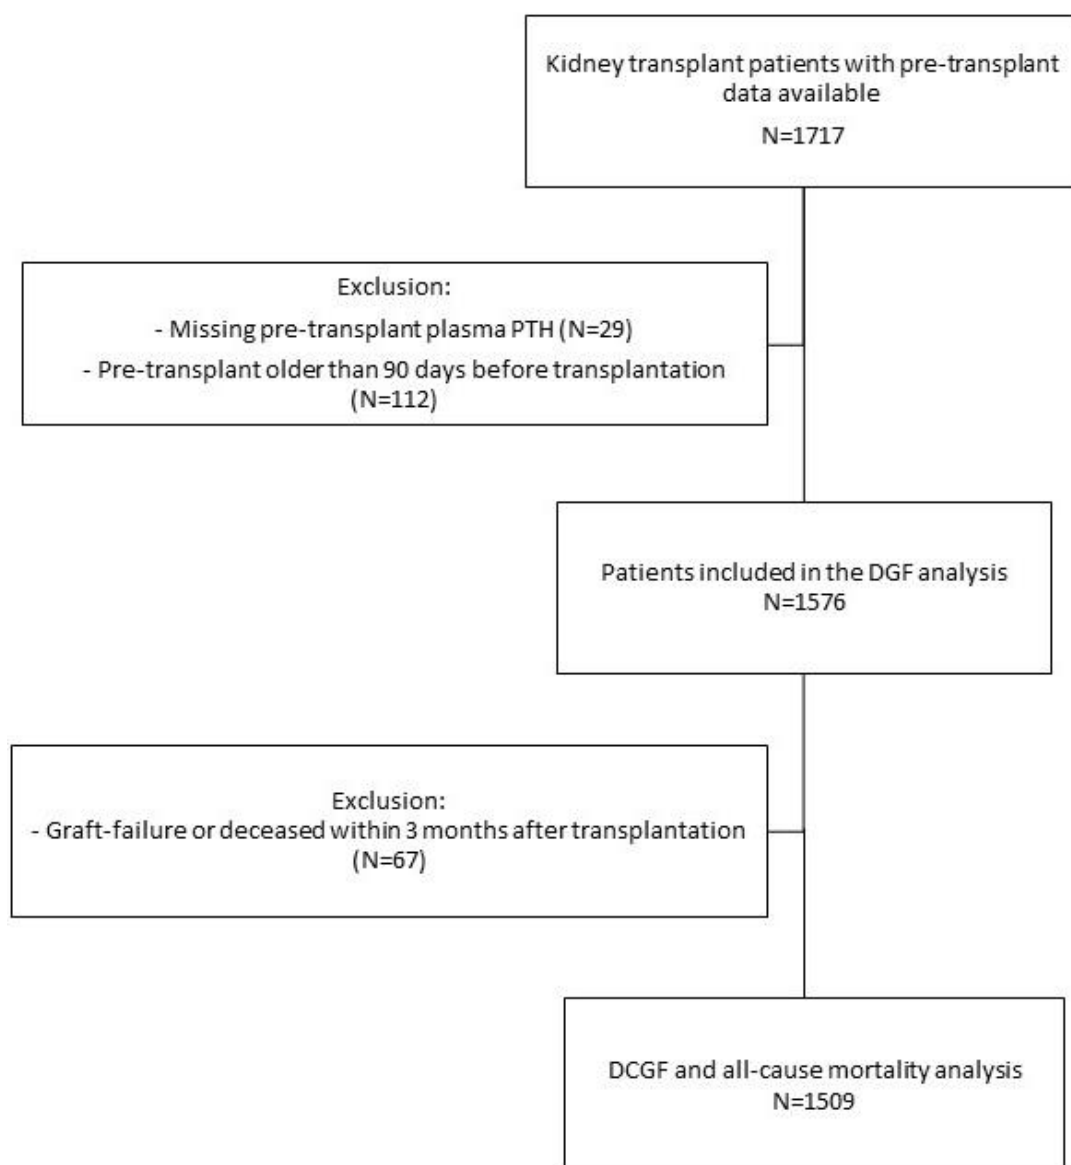 Kidney transplant patients with pre-transplant
data available
N=1717
Exclusion:
- Missing pre-transplant plasma PTH (N=29)
- Pre-transplant older than 90 days before transplantation
(N=112)
Patients included in the DGF analysis
N=1576
Exclusion:
- Graft-failure or deceased within 3 months after transplantation
(N=67)
DCGF and all-cause mortality analysis
N=1509